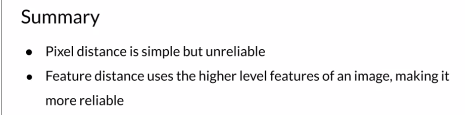 Summary
● Pixel distance is simple but unreliable
● Feature distance uses the higher level features of an image, making it
more reliable